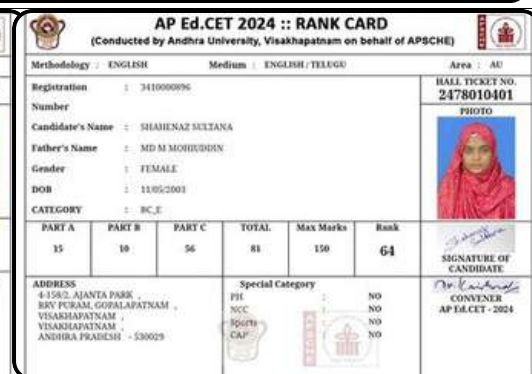 AP Ed.CET 2024 :: RANK CARD
(Conducted by Andhra University, Visakhapatnam on behalf of APSCHE)
Methodology : ENGLISH Medium : ENGLISH / TELUGU Area : AU
Registration Number : 3410000896
HALL TICKET NO.
2478010401
PHOTO
Candidate's Name : SHAHENAZ SULTANA
Father's Name : MD M MOHIUDDIN
Gender : FEMALE
DOB : 11/05/2003
CATEGORY : BC_E
PART A PART B PART C TOTAL Max Marks Rank
15 10 56 81 150 64
SIGNATURE OF
CANDIDATE
ADDRESS
4-158/2, AJANTA PARK ,
RRV PURAM, GOPALAPATNAM ,
VISAKHAPATNAM ,
VISAKHAPATNAM ,
ANDHRA PRADESH - 530029
Special Category
PH : NO
NCC : NO
Sports : NO
CAP : NO
CONVENER
AP Ed.CET - 2024